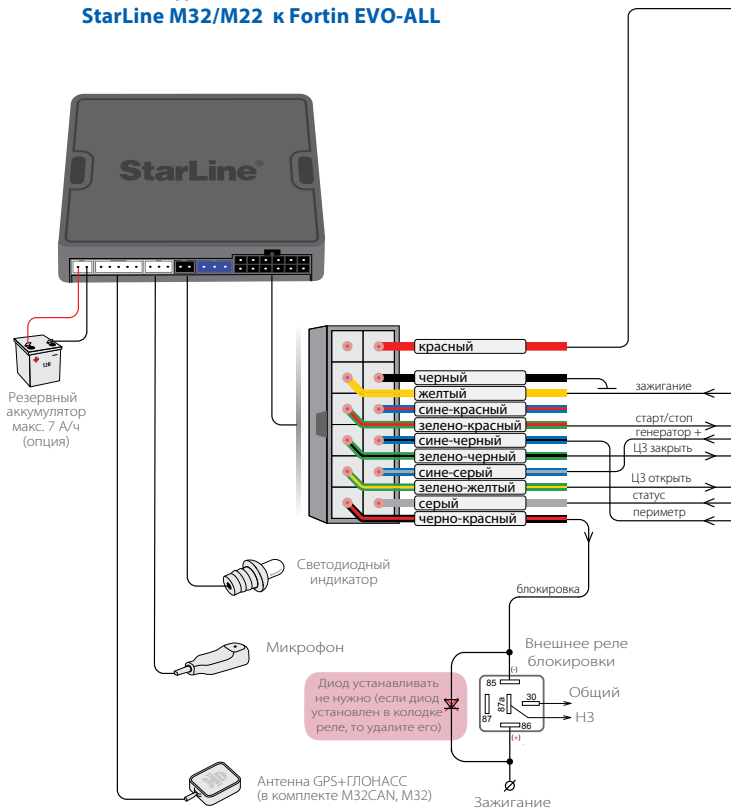 StarLine M32/M22 к Fortin EVO-ALL
StarLine®
12В
Резервный
аккумулятор
макс. 7 А/ч
(опция)
красный
черный
желтый
сине-красный
зелено-красный
сине-черный
зелено-черный
сине-серый
зелено-желтый
серый
черно-красный
зажигание
старт/стоп
генератор +
ЦЗ закрыть
ЦЗ открыть
статус
периметр
Светодиодный
индикатор
блокировка
Микрофон
Внешнее реле
блокировки
Диод устанавливать
не нужно (если диод
установлен в колодке
реле, то удалите его)
(-)
85
30
87a
87
86
(+)
Общий
НЗ
Антенна GPS+ГЛОНАСС
(в комплекте M32CAN, M32)
Зажигание